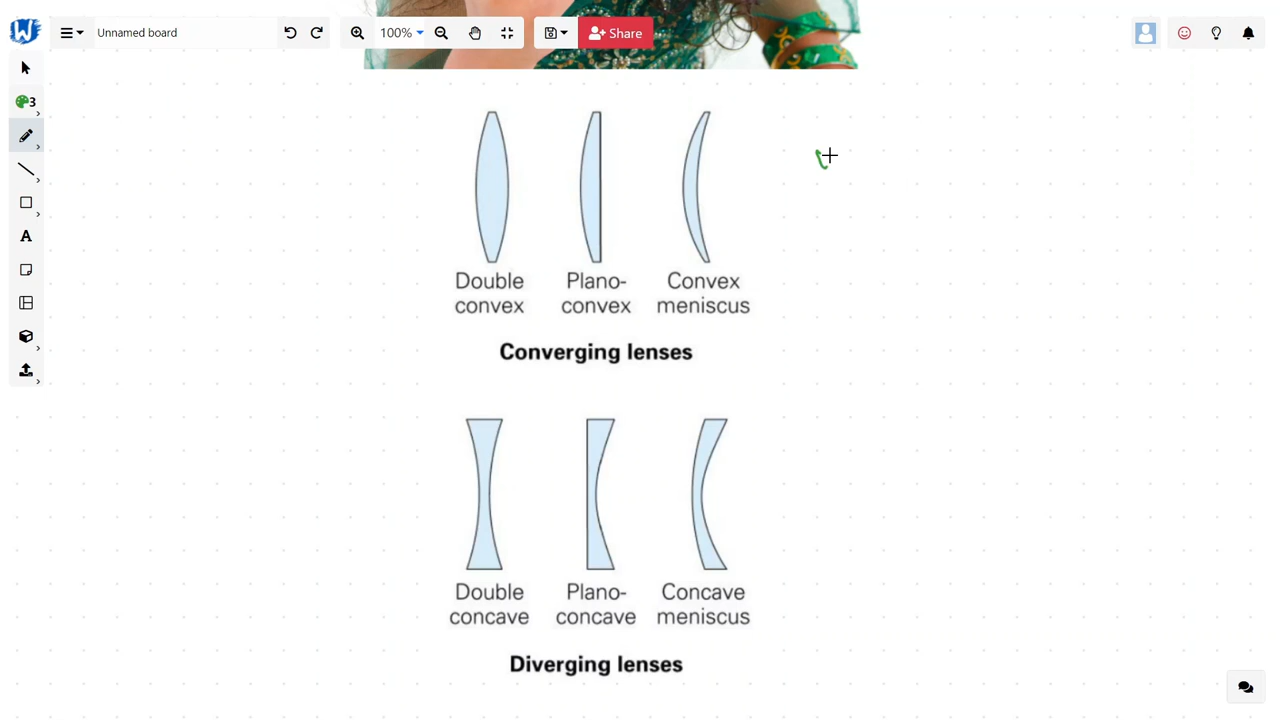 Unnamed board
100%
Share
3
A
Double
convex
Plano-
convex
Convex
meniscus
Converging lenses
Double
concave
Plano-
concave
Concave
meniscus
Diverging lenses